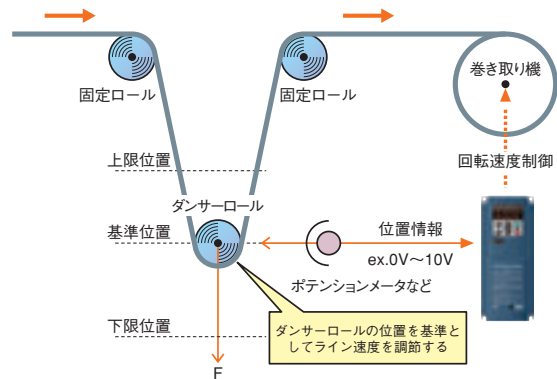 固定ロール
固定ロール
巻き取り機
回転速度制御
上限位置
ダンサーロール
基準位置
位置情報
ex.0V～10V
ポテンションメータなど
ダンサーロールの位置を基準と
してライン速度を調節する
下限位置
F